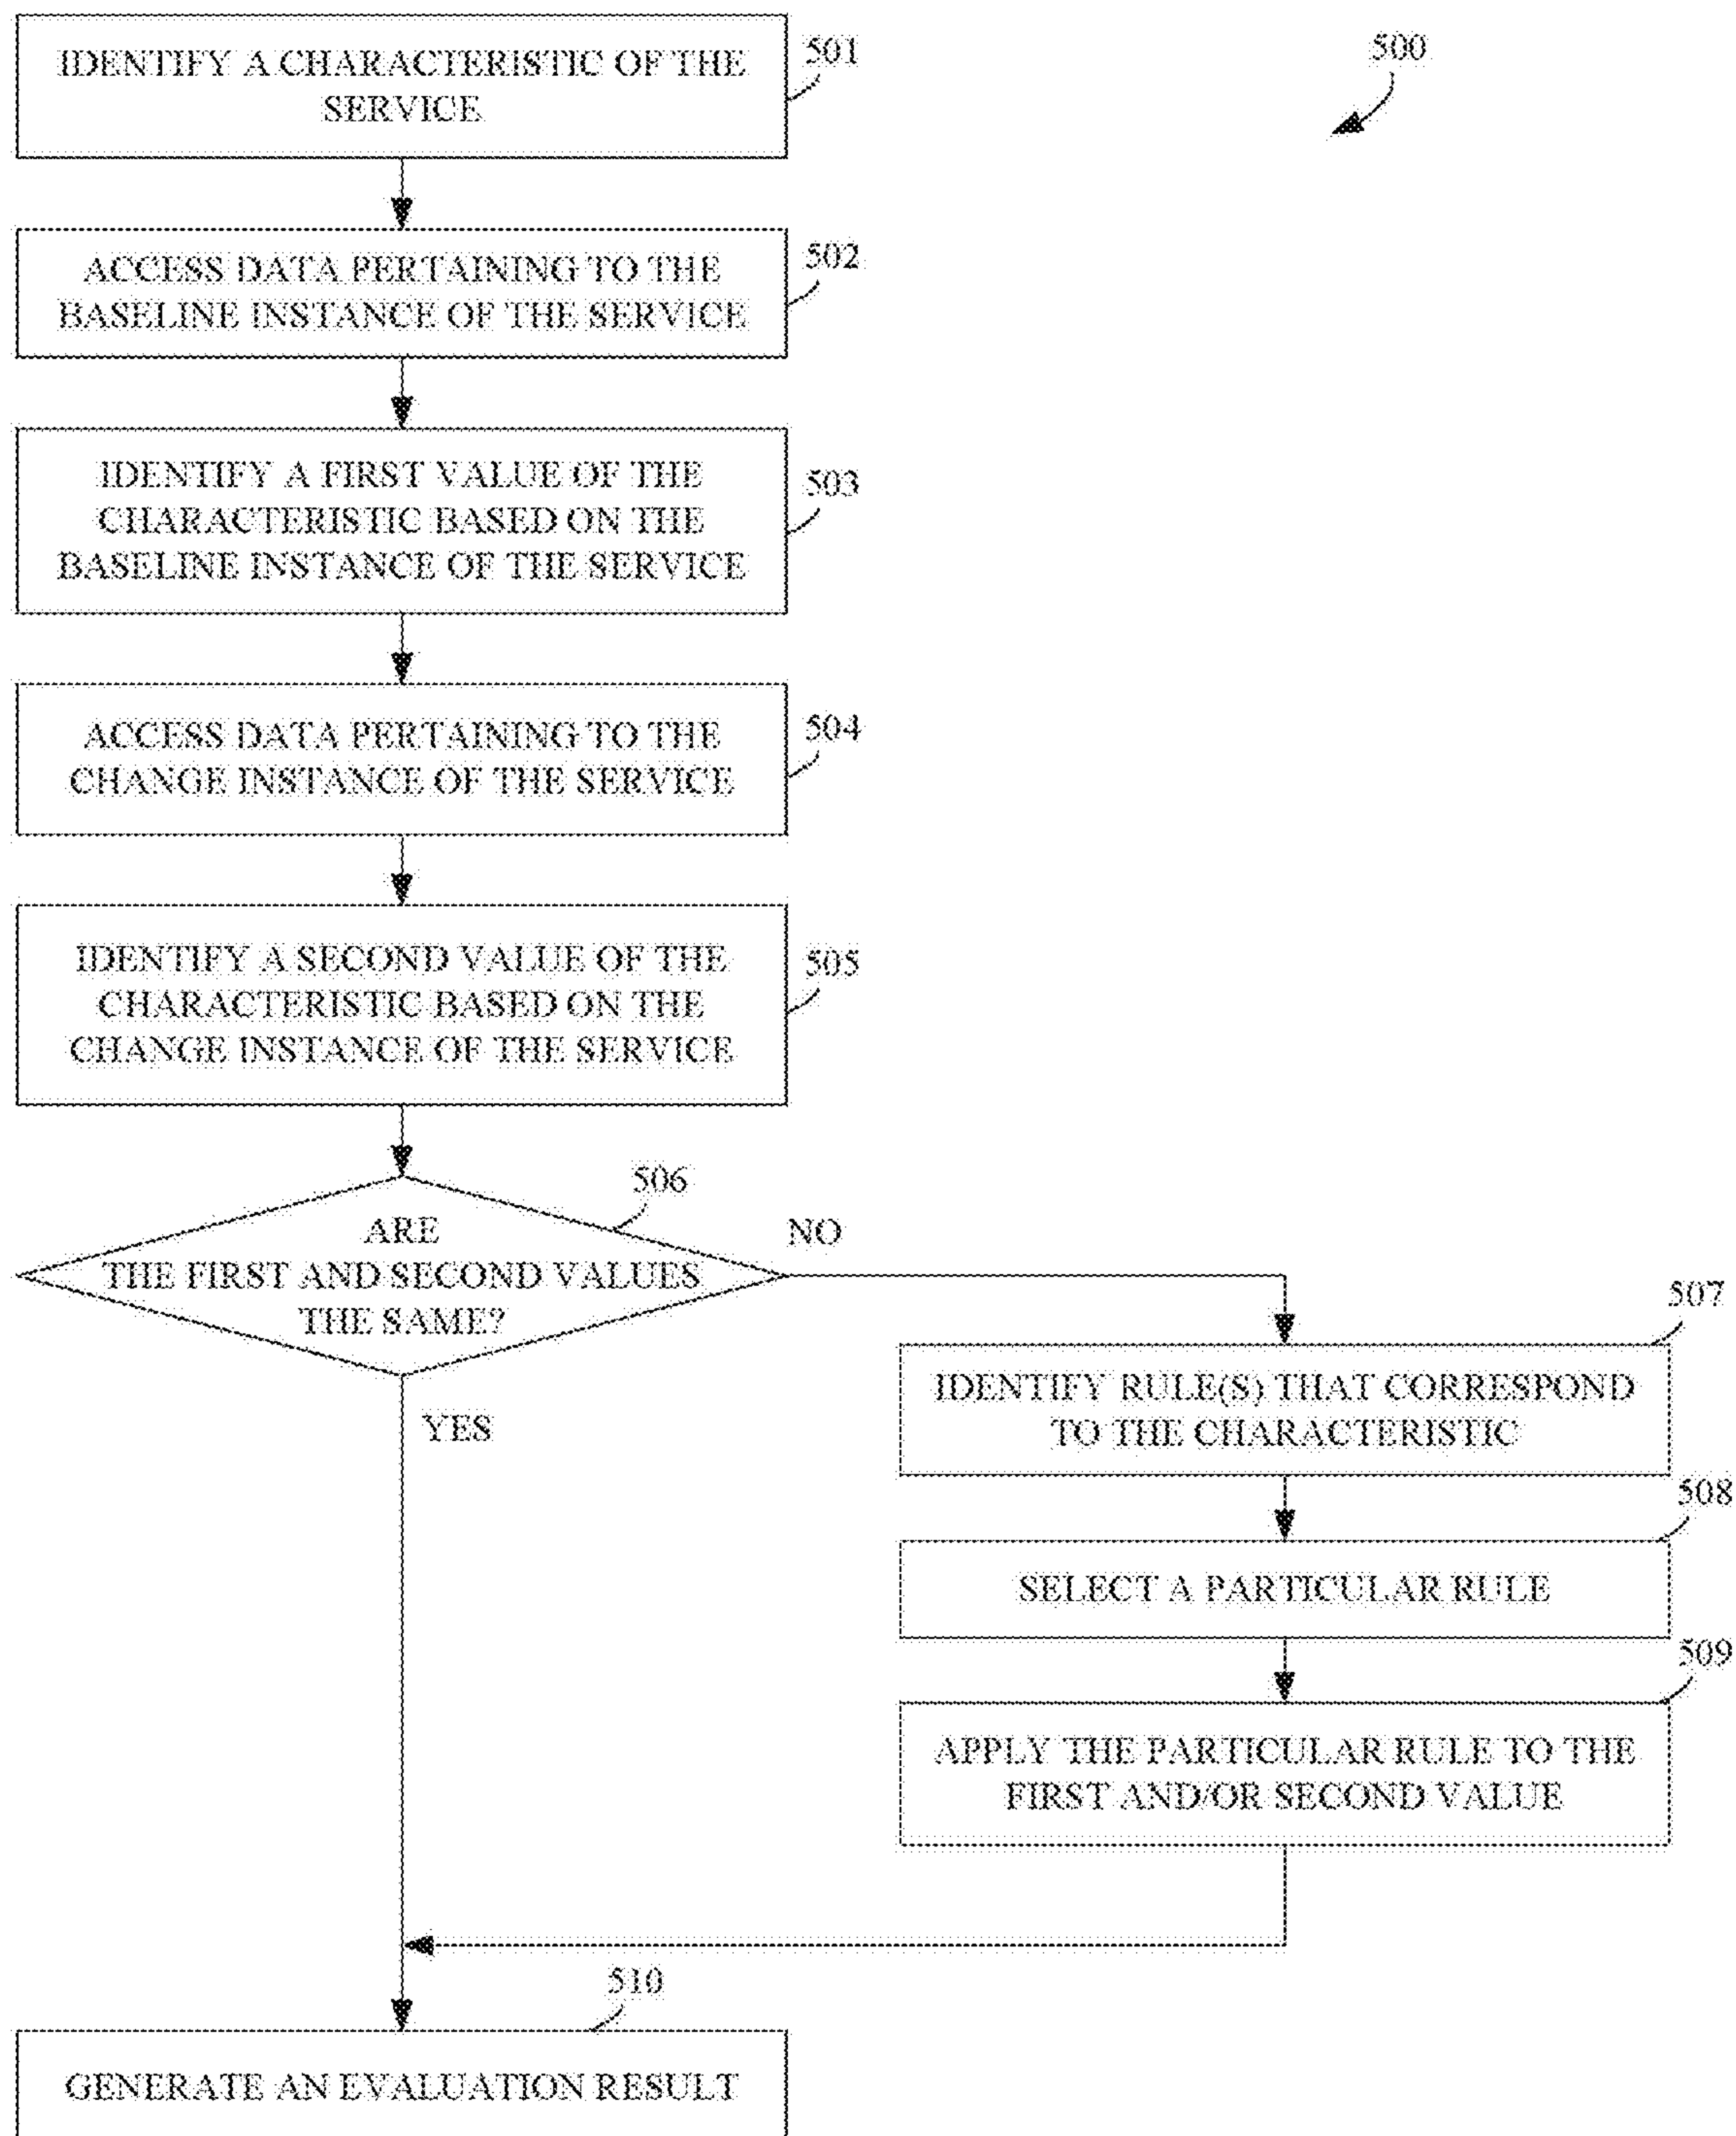 IDENTIFY A CHARACTERISTIC OF THE
SERVICE
501
500
ACCESS DATA PERTAINING TO THE
BASELINE INSTANCE OF THE SERVICE
502
IDENTIFY A FIRST VALUE OF THE
CHARACTERISTIC BASED ON THE
BASELINE INSTANCE OF THE SERVICE
503
ACCESS DATA PERTAINING TO THE
CHANGE INSTANCE OF THE SERVICE
504
IDENTIFY A SECOND VALUE OF THE
CHARACTERISTIC BASED ON THE
CHANGE INSTANCE OF THE SERVICE
505
506
ARE
THE FIRST AND SECOND VALUES
THE SAME?
NO
YES
507
IDENTIFY RULE(S) THAT CORRESPOND
TO THE CHARACTERISTIC
508
SELECT A PARTICULAR RULE
509
APPLY THE PARTICULAR RULE TO THE
FIRST AND/OR SECOND VALUE
510
GENERATE AN EVALUATION RESULT